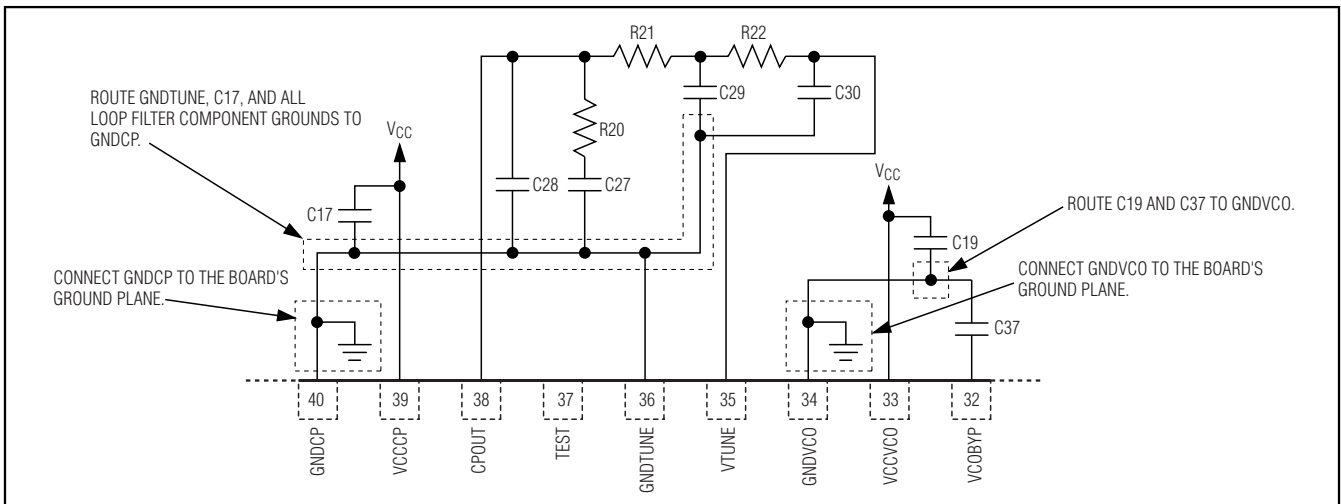 R21
R22
ROUTE GNDTUNE, C17, AND ALL
LOOP FILTER COMPONENT GROUNDS TO
GNDCP.
VCC
C29
C30
R20
C28
C27
C17
VCC
ROUTE C19 AND C37 TO GNDVCO.
C19
CONNECT GNDCP TO THE BOARD'S
GROUND PLANE.
CONNECT GNDVCO TO THE BOARD'S
GROUND PLANE.
C37
40
39
38
37
36
35
34
33
32
GNDCP
VCCCP
CPOUT
TEST
GNDTUNE
VTUNE
GNDVCO
VCCVCO
VCOBYP